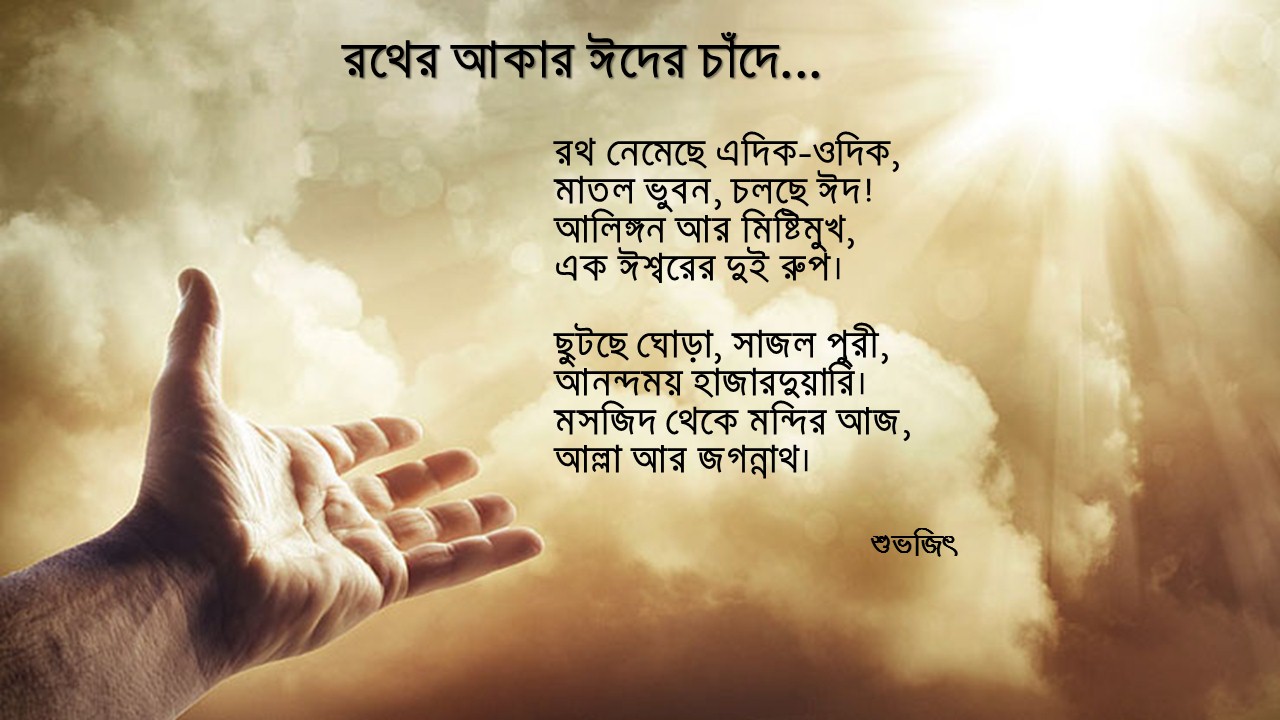 রথের আকার ঈদের চাঁদে...
রথ নেমেছে এদিক-ওদিক,
মাতল ভুবন, চলছে ঈদ!
আলিঙ্গন আর মিষ্টিমুখ,
এক ঈশ্বরের দুই রুপ।
ছুটছে ঘোড়া, সাজল পুরী,
আনন্দময় হাজারদুয়ারি।
মসজিদ থেকে মন্দির আজ,
আল্লা আর জগন্নাথ।
শুভজিৎ